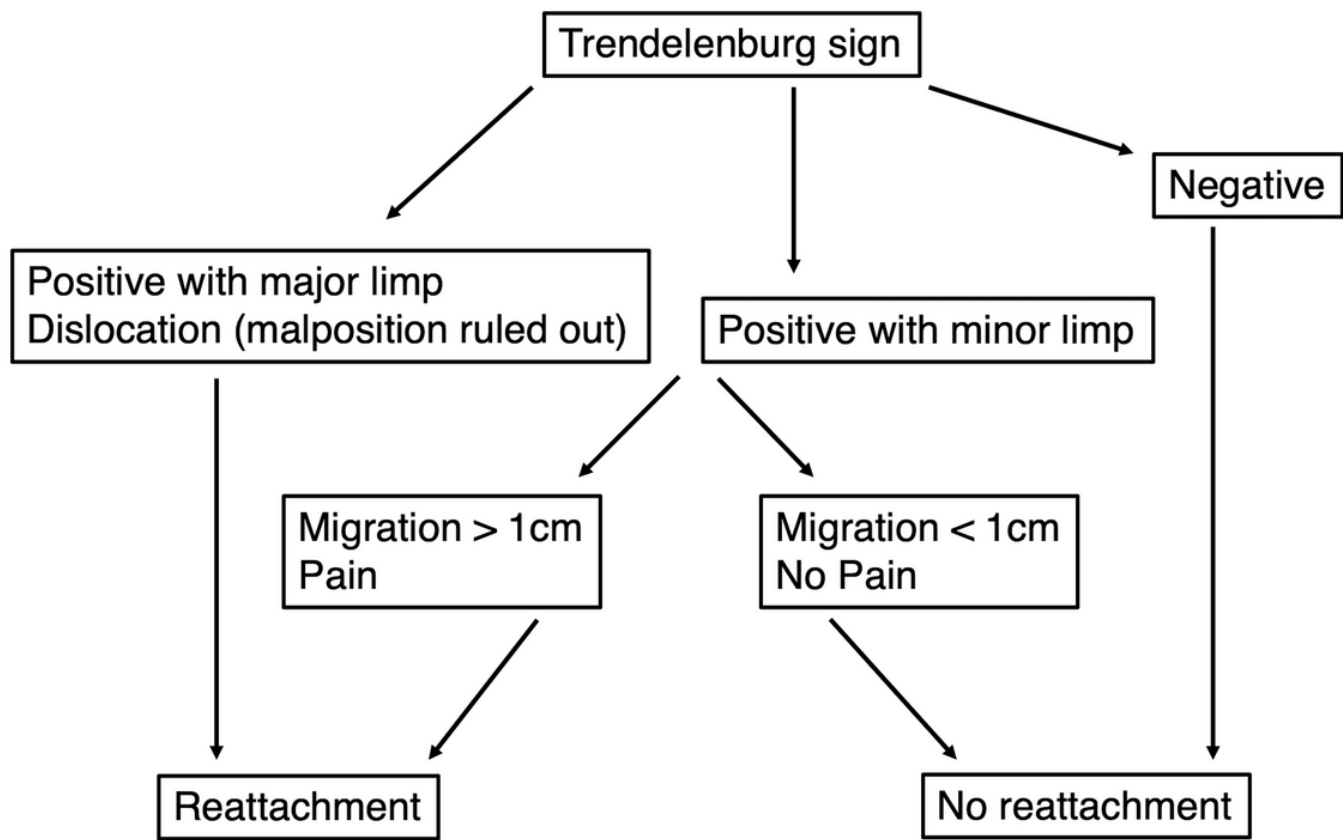 Trendelenburg sign
Negative
Positive with major limp
Dislocation (malposition ruled out)
Positive with minor limp
Migration > 1cm
Pain
Migration < 1cm
No Pain
Reattachment
No reattachment